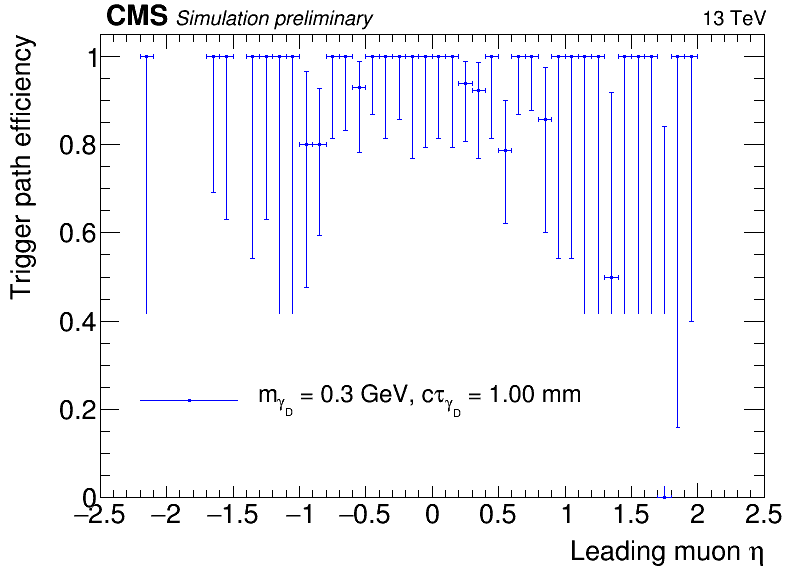 CMS Simulation preliminary 13 TeV
Trigger path efficiency
1
0.8
0.6
0.4
0.2
0
m_γ_D = 0.3 GeV, cτ_γ_D = 1.00 mm
−2.5 −2 −1.5 −1 −0.5 0 0.5 1 1.5 2 2.5
Leading muon η